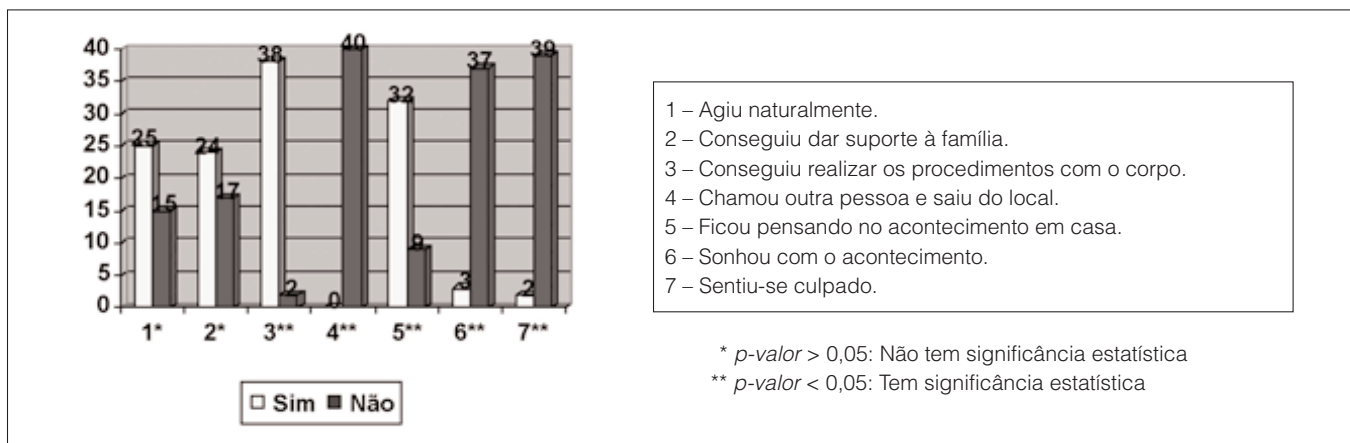 40
35
30
25
20
15
10
5
0
25
15
24
17
38
2
0
40
32
9
3
37
2
39
1*
2*
3**
4**
5**
6**
7**
Sim
Não
1 – Agiu naturalmente.
2 – Conseguiu dar suporte à família.
3 – Conseguiu realizar os procedimentos com o corpo.
4 – Chamou outra pessoa e saiu do local.
5 – Ficou pensando no acontecimento em casa.
6 – Sonhou com o acontecimento.
7 – Sentiu-se culpado.
* p-valor > 0,05: Não tem significância estatística
** p-valor < 0,05: Tem significância estatística